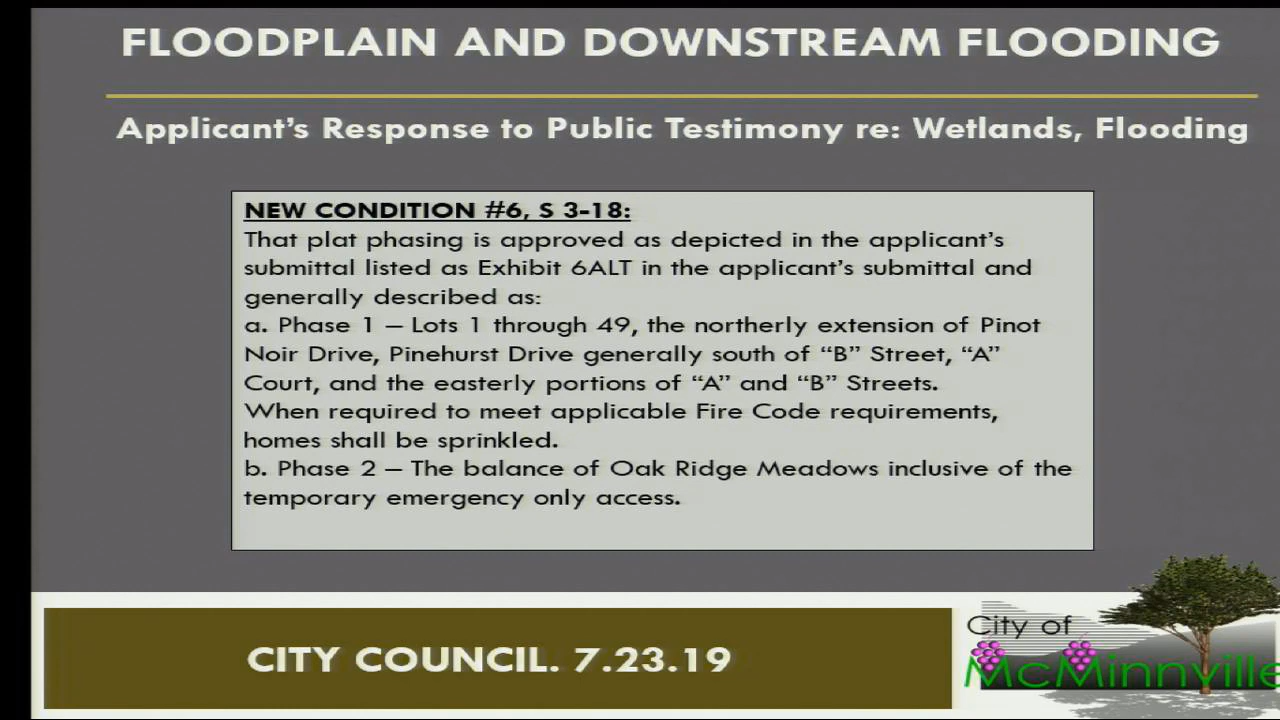 FLOODPLAIN AND DOWNSTREAM FLOODING
Applicant's Response to Public Testimony re: Wetlands, Flooding
NEW CONDITION #6, S 3-18:
That plat phasing is approved as depicted in the applicant's
submittal listed as Exhibit 6ALT in the applicant's submittal and
generally described as:
a. Phase 1 – Lots 1 through 49, the northerly extension of Pinot
Noir Drive, Pinehurst Drive generally south of “B” Street, “A”
Court, and the easterly portions of “A” and “B” Streets.
When required to meet applicable Fire Code requirements,
homes shall be sprinkled.
b. Phase 2 – The balance of Oak Ridge Meadows inclusive of the
temporary emergency only access.
CITY COUNCIL. 7.23.19
City of
McMinnville